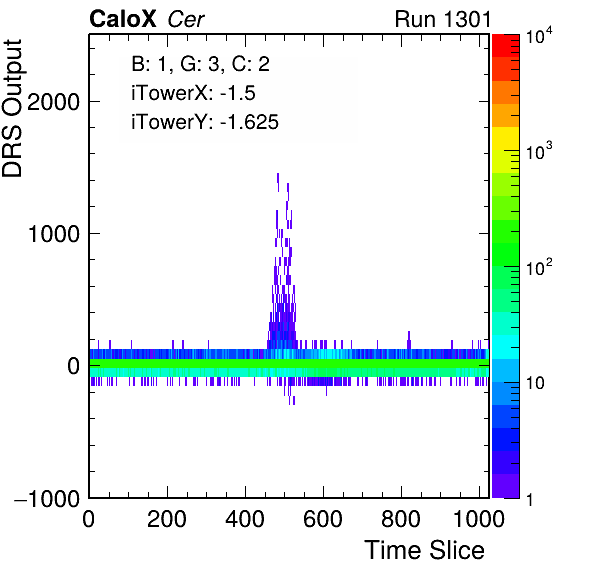 CaloX Cer Run 1301
B: 1, G: 3, C: 2
iTowerX: -1.5
iTowerY: -1.625
DRS Output
2000
1000
0
−1000
0 200 400 600 800 1000
Time Slice
10^4
10^3
10^2
10
1